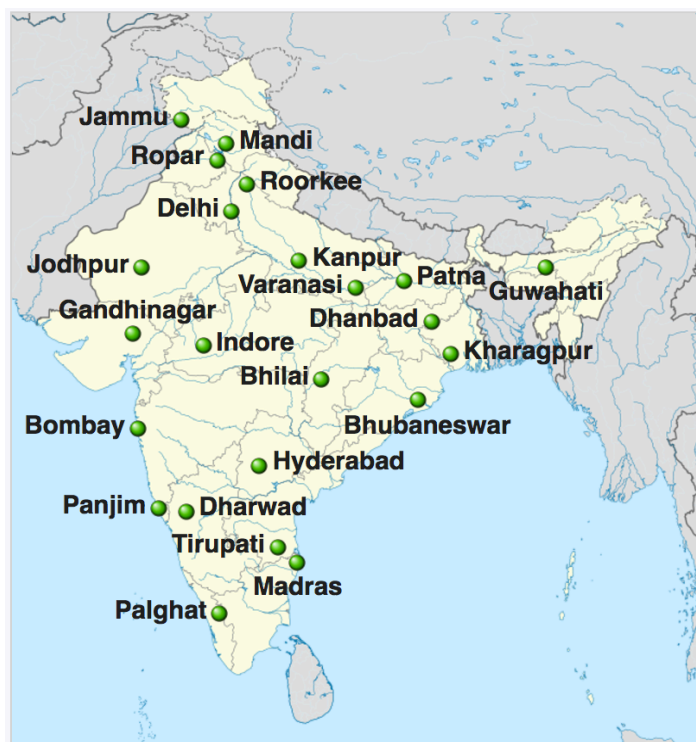 Jammu
Mandi
Ropar
Roorkee
Delhi
Jodhpur
Kanpur
Varanasi
Patna
Guwahati
Gandhinagar
Dhanbad
Indore
Kharagpur
Bhilai
Bhubaneswar
Bombay
Hyderabad
Panjim
Dharwad
Tirupati
Madras
Palghat